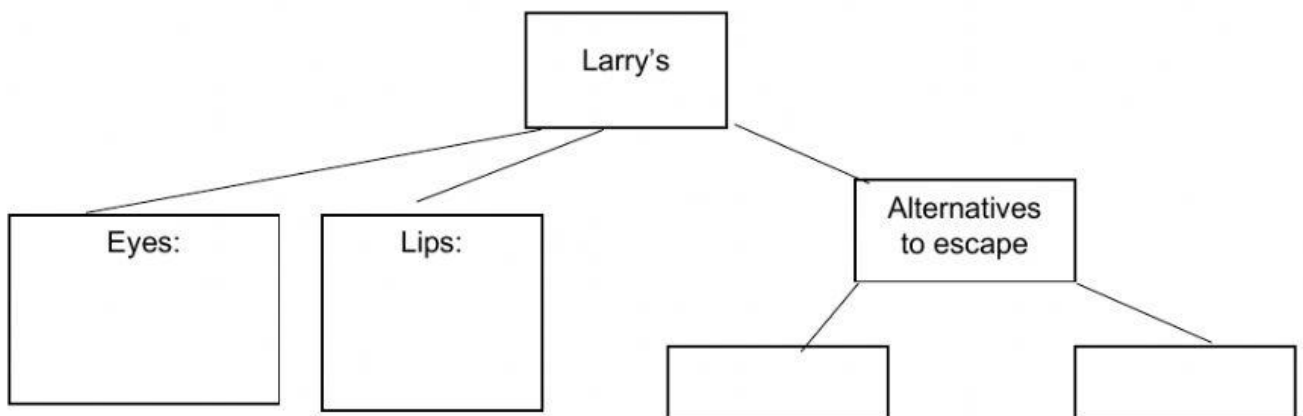 Larry’s
Eyes:
Lips:
Alternatives
to escape